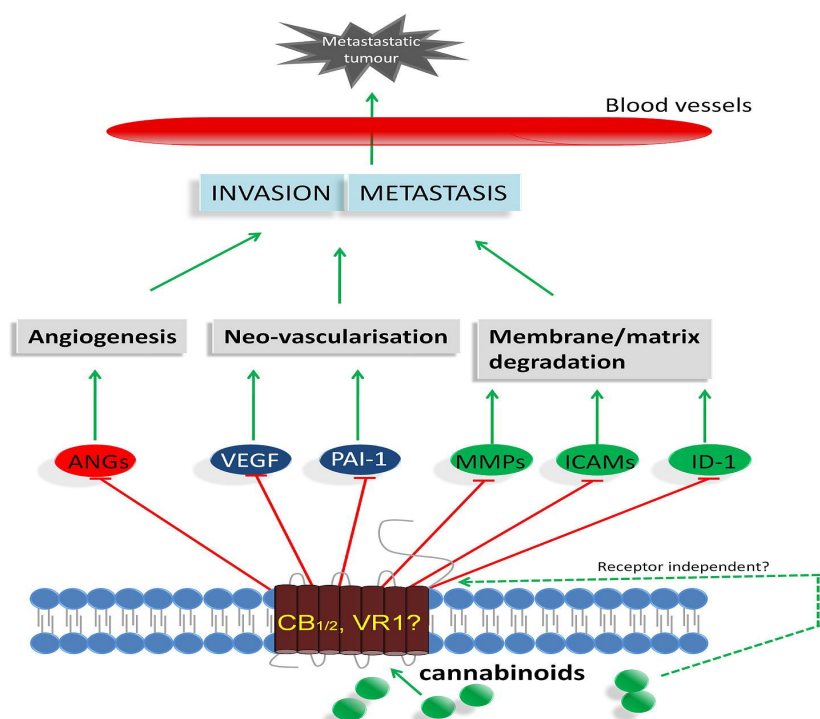 Metastastatic
tumour
Blood vessels
INVASION METASTASIS
Angiogenesis
Neo-vascularisation
Membrane/matrix
degradation
ANGs
VEGF
PAI-1
MMPs
ICAMs
ID-1
Receptor independent?
CB1/2, VR1?
cannabinoids